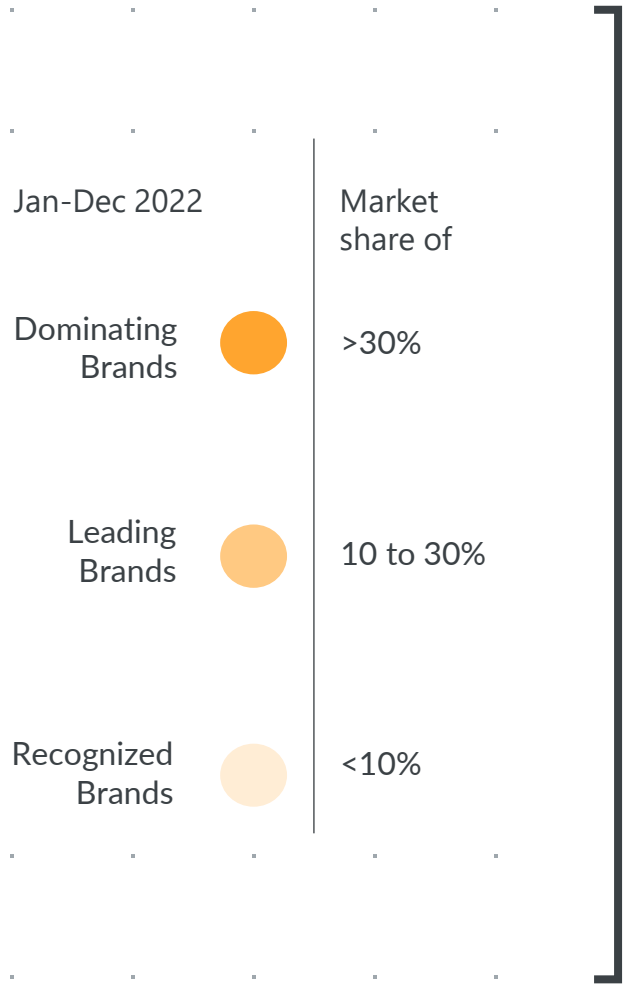 Jan-Dec 2022
Market
share of
Dominating
Brands
>30%
Leading
Brands
10 to 30%
Recognized
Brands
<10%